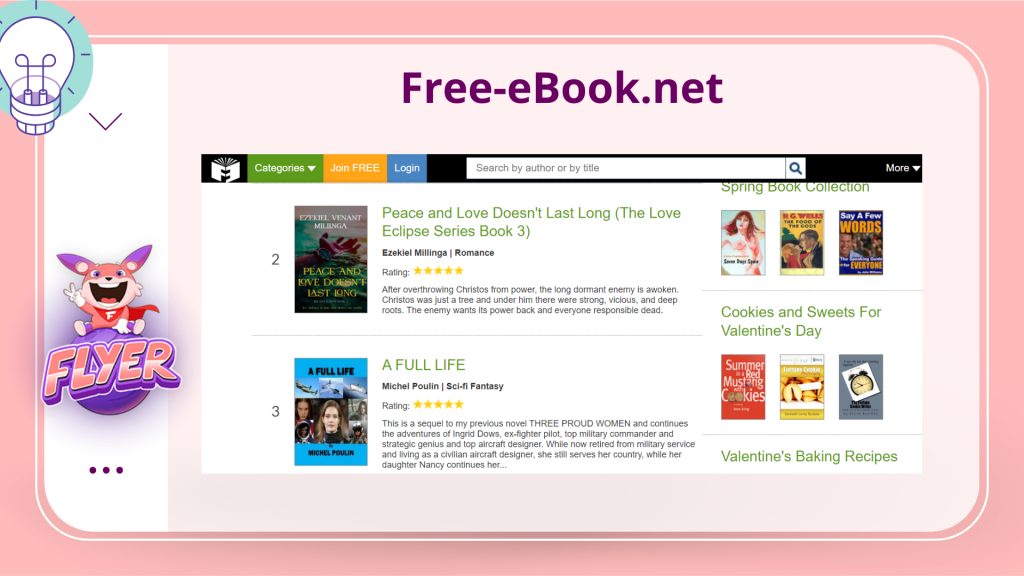 Free-eBook.net
Categories
Join FREE
Login
Search by author or by title
More
2
EZEKIEL VENANT
MILINGA
PEACE AND
LOVE DOESN'T
LAST LONG
Peace and Love Doesn't Last Long (The Love
Eclipse Series Book 3)
Ezekiel Millinga | Romance
Rating:
After overthrowing Christos from power, the long dormant enemy is awoken.
Christos was just a tree and under him there were strong, vicious, and deep
roots. The enemy wants its power back and everyone responsible dead.
3
A FULL LIFE
By
MICHEL POULIN
A FULL LIFE
Michel Poulin | Sci-fi Fantasy
Rating:
This is a sequel to my previous novel THREE PROUD WOMEN and continues
the adventures of Ingrid Dows, ex-fighter pilot, top military commander and
strategic genius and top aircraft designer. While now retired from military service
and living as a civilian aircraft designer, she still serves her country, while her
daughter Nancy continues her...
Spring Book Collection
Seven Days Spain
H.G. WELLS
THE FOOD OF
THE GODS
Say A Few
WORDS
The Speaking Guide
EVERYONE
Cookies and Sweets For
Valentine's Day
Summer
is a Red
Mustang
with
Cookies
Valentine's Baking Recipes
F
FLYER